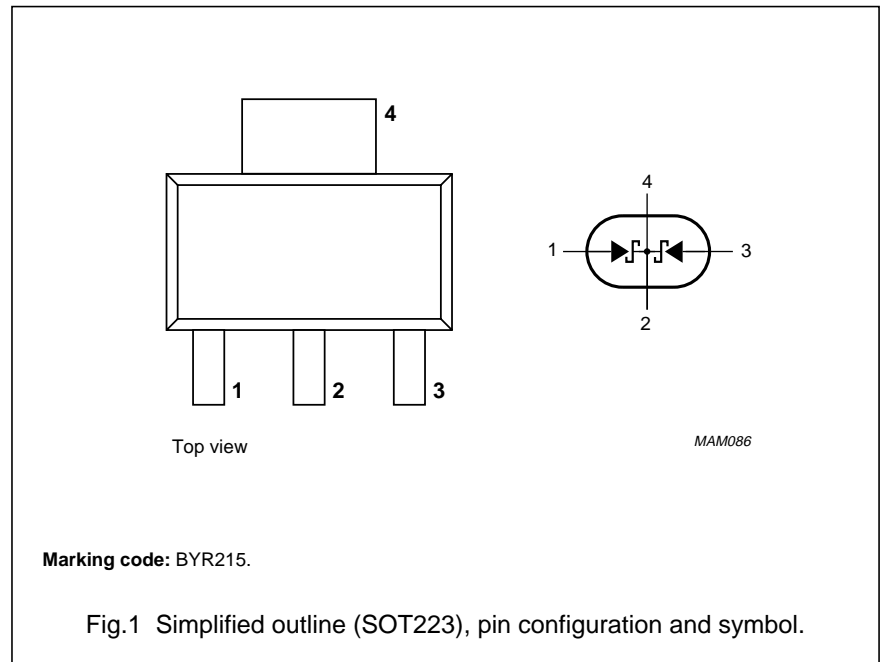 4
4
1 3
2
1 2 3
Top view
MAM086
Marking code: BYR215.
Fig.1 Simplified outline (SOT223), pin configuration and symbol.